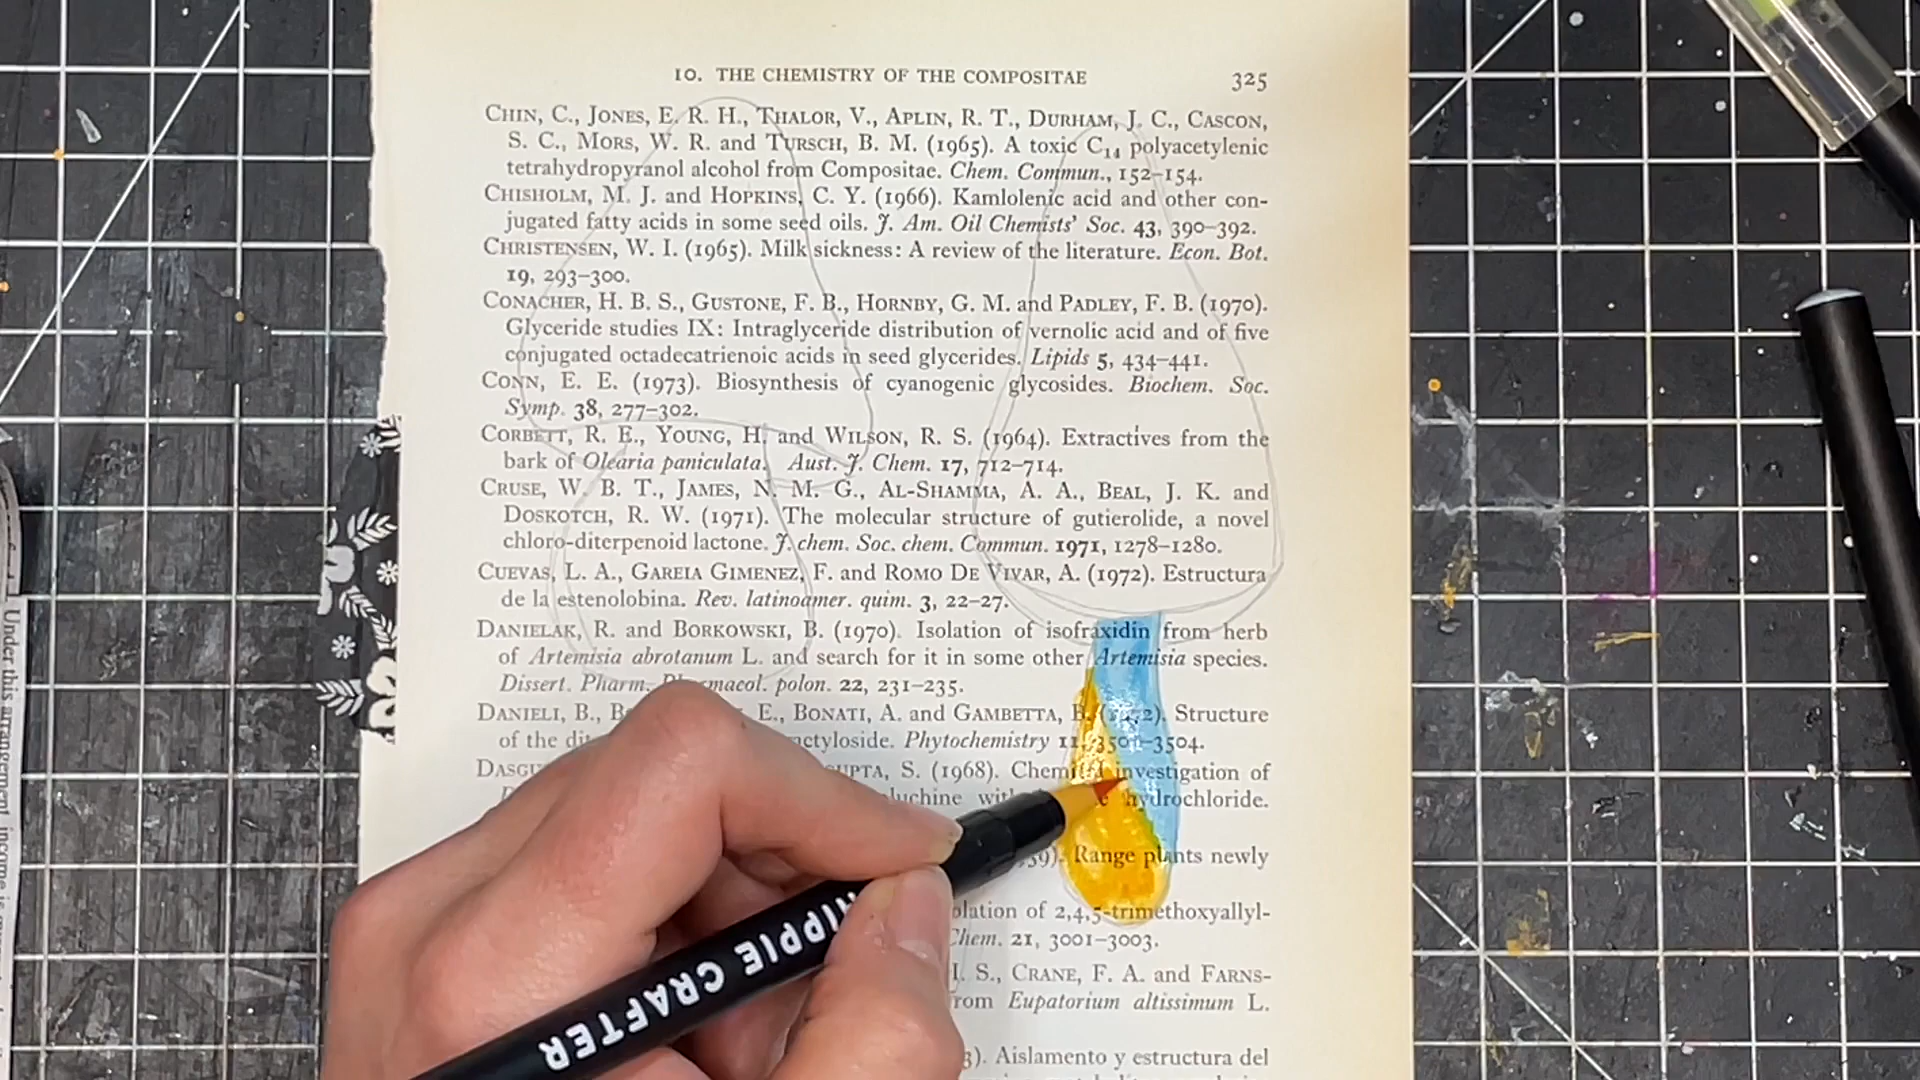 10. THE CHEMISTRY OF THE COMPOSITAE 325
CHIN, C., JONES, E. R. H., THALOR, V., APLIN, R. T., DURHAM, J. C., CASCON,
S. C., MORS, W. R. and TURSCH, B. M. (1965). A toxic C14 polyacetylenic
tetrahydropyranol alcohol from Compositae. Chem. Commun., 152–154.
CHISHOLM, M. J. and HOPKINS, C. Y. (1966). Kamlolenic acid and other con-
jugated fatty acids in some seed oils. J. Am. Oil Chemists' Soc. 43, 390–392.
CHRISTENSEN, W. I. (1965). Milk sickness: A review of the literature. Econ. Bot.
19, 293–300.
CONACHER, H. B. S., GUSTONE, F. B., HORNBY, G. M. and PADLEY, F. B. (1970).
Glyceride studies IX: Intraglyceride distribution of vernolic acid and of five
conjugated octadecatrienoic acids in seed glycerides. Lipids 5, 434–441.
CONN, E. E. (1973). Biosynthesis of cyanogenic glycosides. Biochem. Soc.
Symp. 38, 277–302.
CORBETT, R. E., YOUNG, H. and WILSON, R. S. (1964). Extractives from the
bark of Olearia paniculata. Aust. J. Chem. 17, 712–714.
CRUSE, W. B. T., JAMES, N. M. G., AL-SHAMMA, A. A., BEAL, J. K. and
DOSKOTCH, R. W. (1971). The molecular structure of gutierolide, a novel
chloro-diterpenoid lactone. J. chem. Soc. chem. Commun. 1971, 1278–1280.
CUEVAS, L. A., GAREIA GIMENEZ, F. and ROMO DE VIVAR, A. (1972). Estructura
de la estenolobina. Rev. latinoamer. quim. 3, 22–27.
DANIELAK, R. and BORKOWSKI, B. (1970). Isolation of isofraxidin from herb
of Artemisia abrotanum L. and search for it in some other Artemisia species.
Dissert. Pharm. Pharmacol. polon. 22, 231–235.
DANIELI, B., E., BONATI, A. and GAMBETTA, Structure
of the Phytochemistry 11, 3504.
S. (1968). Chemical investigation of
hydrochloride.
Range plants newly
of 2,4,5-trimethoxyallyl-
Chem. 21, 3001–3003.
S., CRANE, F. A. and FARNS-
Eupatorium altissimum L.
Aislamento y estructura del
HIPPIE CRAFTER
Under this arrangement, income is